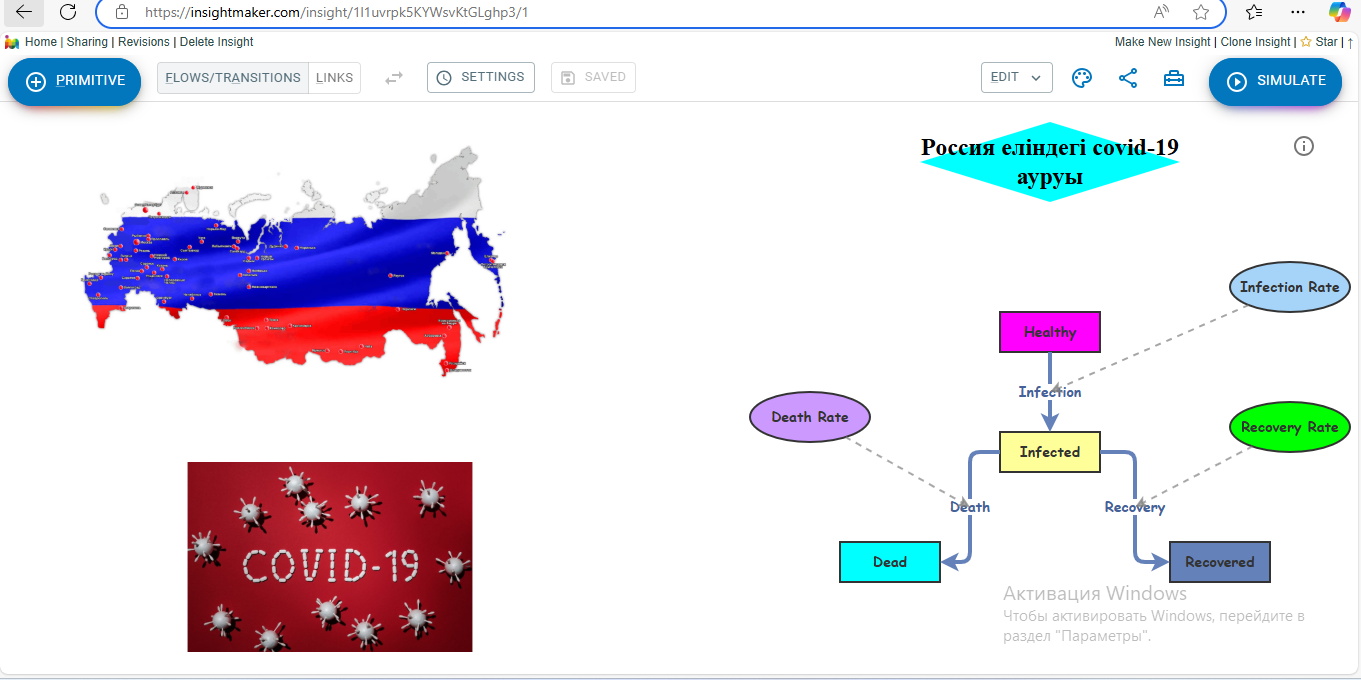 https://insightmaker.com/insight/1I1uvrpk5KYWsvKtGLghp3/1
Home | Sharing | Revisions | Delete Insight
Make New Insight | Clone Insight | Star | ↑
PRIMITIVE
FLOWS/TRANSITIONS
LINKS
SETTINGS
SAVED
EDIT
SIMULATE
Россия еліндегі covid-19
ауруы
Infection Rate
Healthy
Infection
Death Rate
Recovery Rate
Infected
Death
Recovery
Dead
Recovered
COVID-19
Активация Windows
Чтобы активировать Windows, перейдите в
раздел "Параметры".